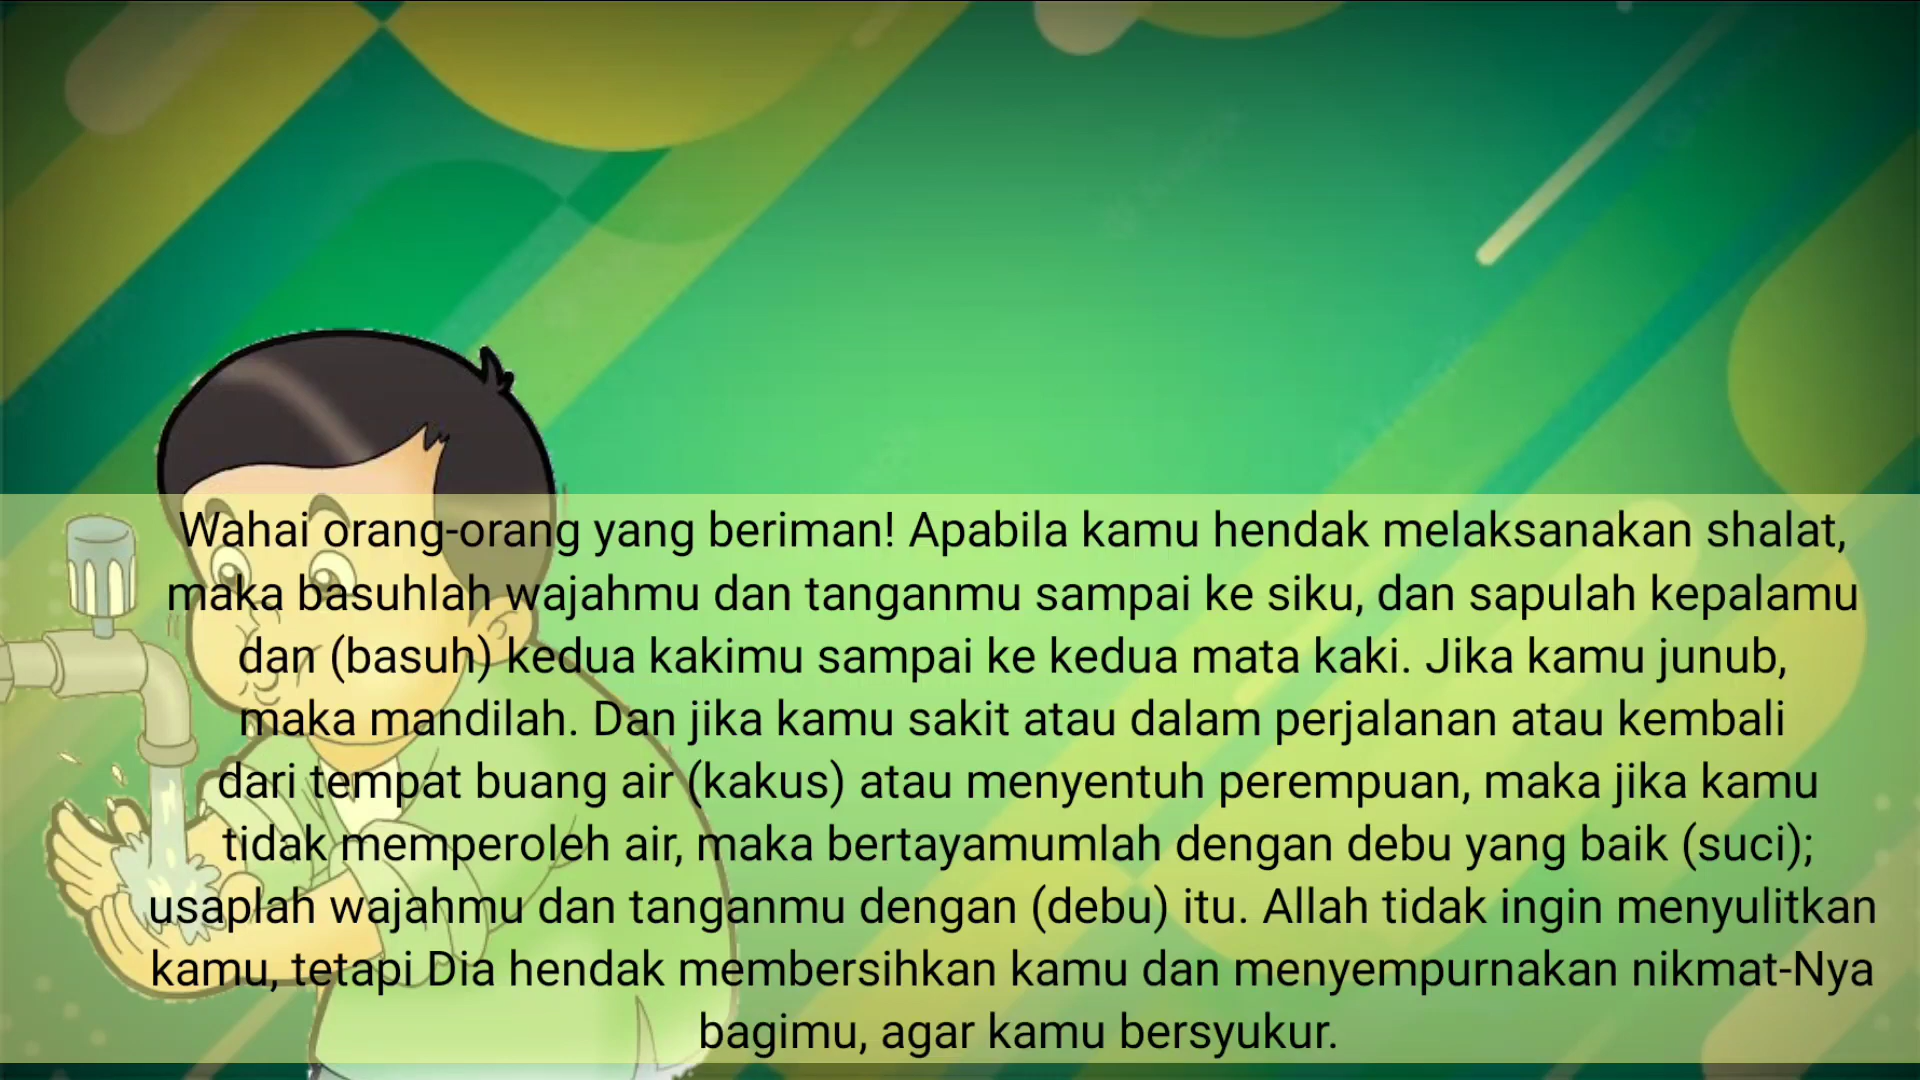 Wahai orang-orang yang beriman! Apabila kamu hendak melaksanakan shalat,
maka basuhlah wajahmu dan tanganmu sampai ke siku, dan sapulah kepalamu
dan (basuh) kedua kakimu sampai ke kedua mata kaki. Jika kamu junub,
maka mandilah. Dan jika kamu sakit atau dalam perjalanan atau kembali
dari tempat buang air (kakus) atau menyentuh perempuan, maka jika kamu
tidak memperoleh air, maka bertayamumlah dengan debu yang baik (suci);
usaplah wajahmu dan tanganmu dengan (debu) itu. Allah tidak ingin menyulitkan
kamu, tetapi Dia hendak membersihkan kamu dan menyempurnakan nikmat-Nya
bagimu, agar kamu bersyukur.